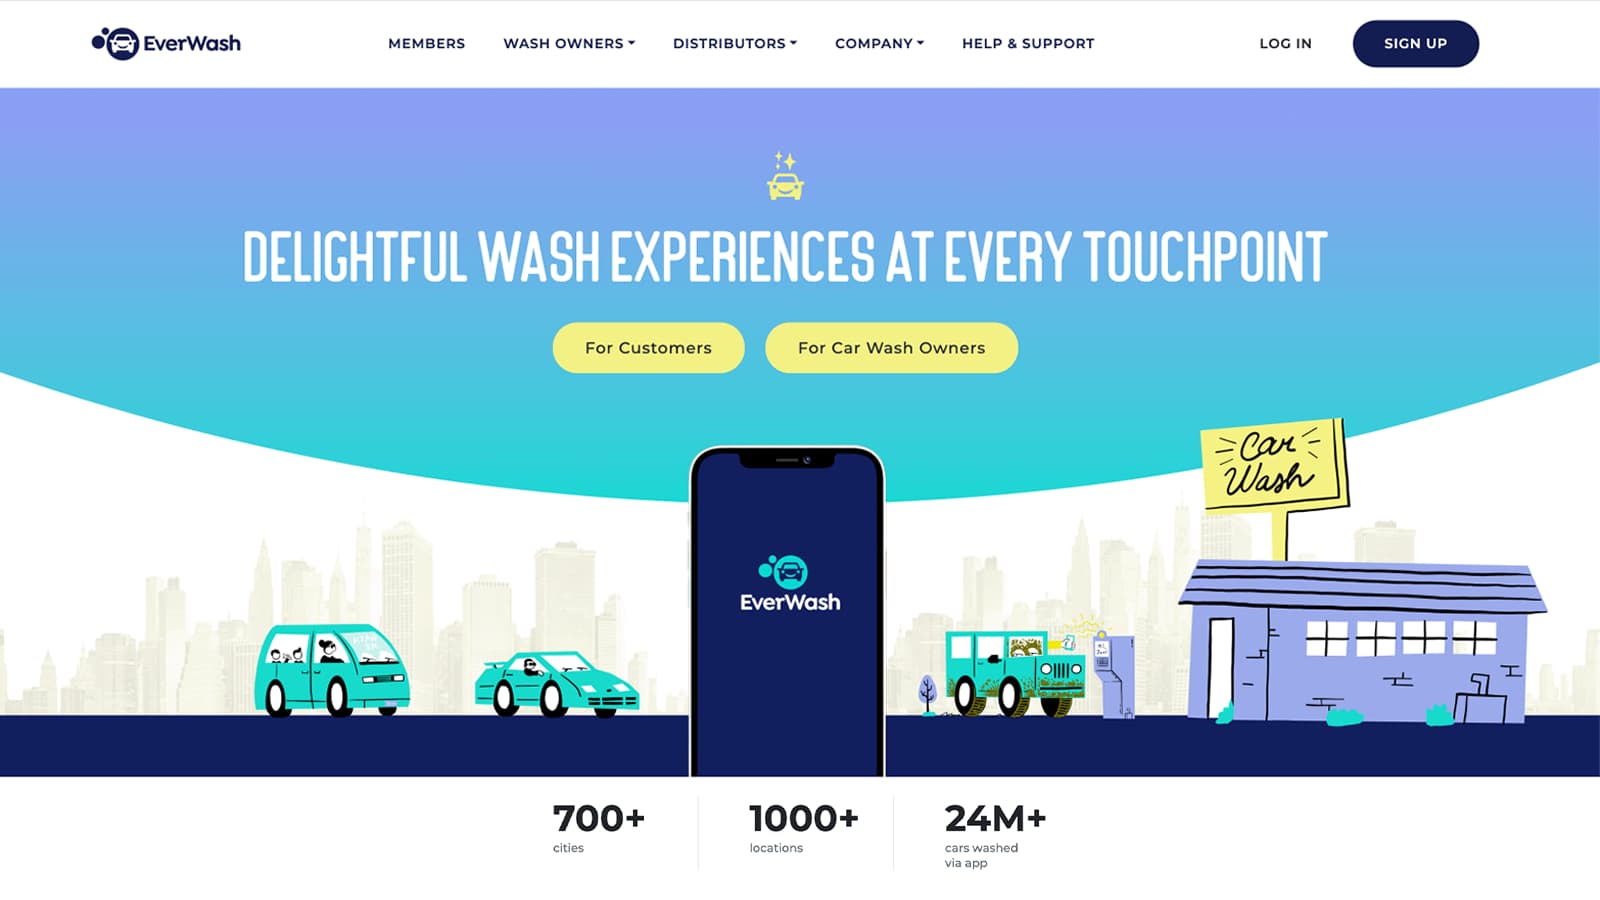 EverWash
MEMBERS
WASH OWNERS
DISTRIBUTORS
COMPANY
HELP & SUPPORT
LOG IN
SIGN UP
DELIGHTFUL WASH EXPERIENCES AT EVERY TOUCHPOINT
For Customers
For Car Wash Owners
Car
Wash
EverWash
700+
cities
1000+
locations
24M+
cars washed
via app